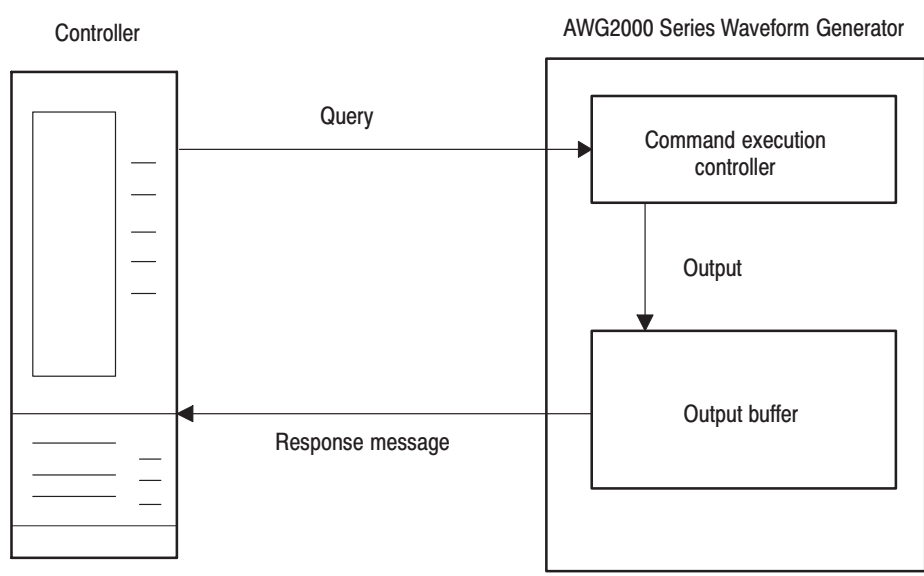 Controller
AWG2000 Series Waveform Generator
Query
Command execution
controller
Output
Output buffer
Response message